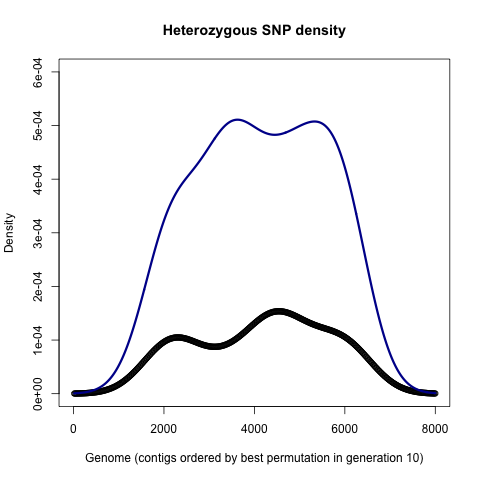 Heterozygous SNP density
6e-04
5e-04
4e-04
3e-04
2e-04
1e-04
0e+00
Density
0 2000 4000 6000 8000
Genome (contigs ordered by best permutation in generation 10)